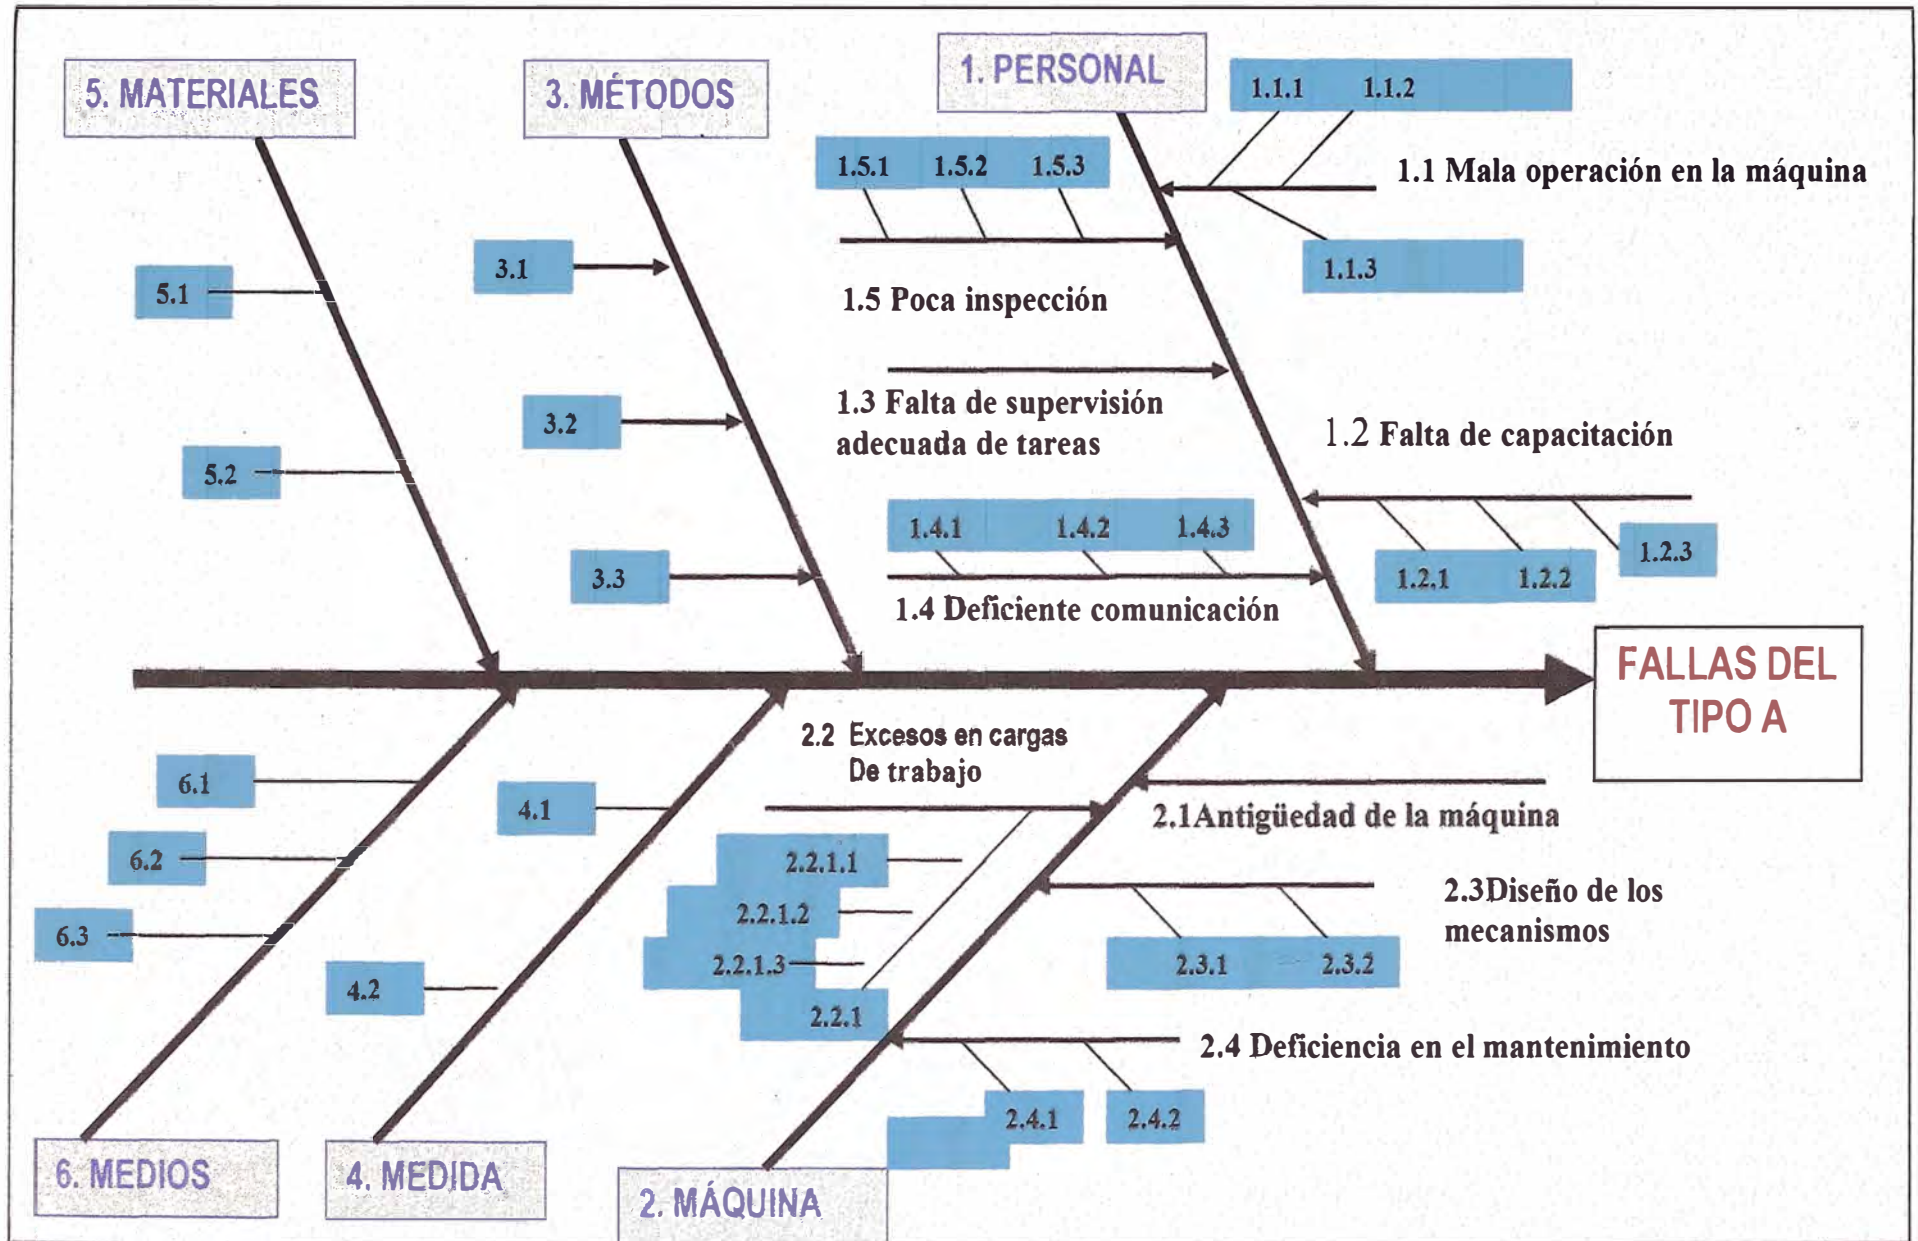 5. MATERIALES
3. MÉTODOS
1. PERSONAL
1.1.1 1.1.2
1.5.1 1.5.2 1.5.3
1.1 Mala operación en la máquina
3.1
1.1.3
5.1
1.5 Poca inspección
1.3 Falta de supervisión
adecuada de tareas
3.2
1.2 Falta de capacitación
5.2
1.4.1 1.4.2 1.4.3
1.2.3
3.3
1.2.1 1.2.2
1.4 Deficiente comunicación
FALLAS DEL
TIPO A
2.2 Excesos en cargas
De trabajo
6.1
4.1
2.1Antigüedad de la máquina
6.2
2.2.1.1
2.3Diseño de los
mecanismos
2.2.1.2
6.3
2.2.1.3
2.3.1 2.3.2
4.2
2.2.1
2.4 Deficiencia en el mantenimiento
2.4.1 2.4.2
6. MEDIOS
4. MEDIDA
2. MÁQUINA